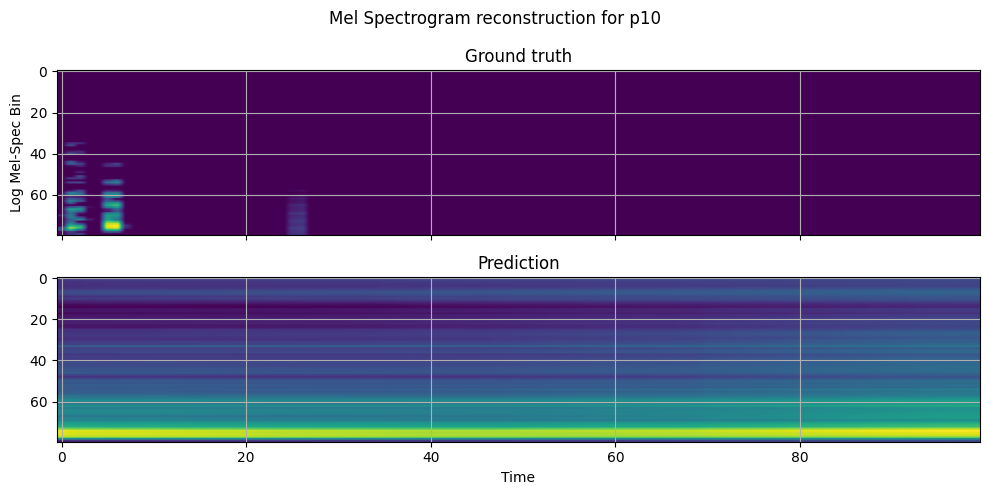 Mel Spectrogram reconstruction for p10
Ground truth
0
20
40
60
Log Mel-Spec Bin
Prediction
0
20
40
60
0 20 40 60 80
Time